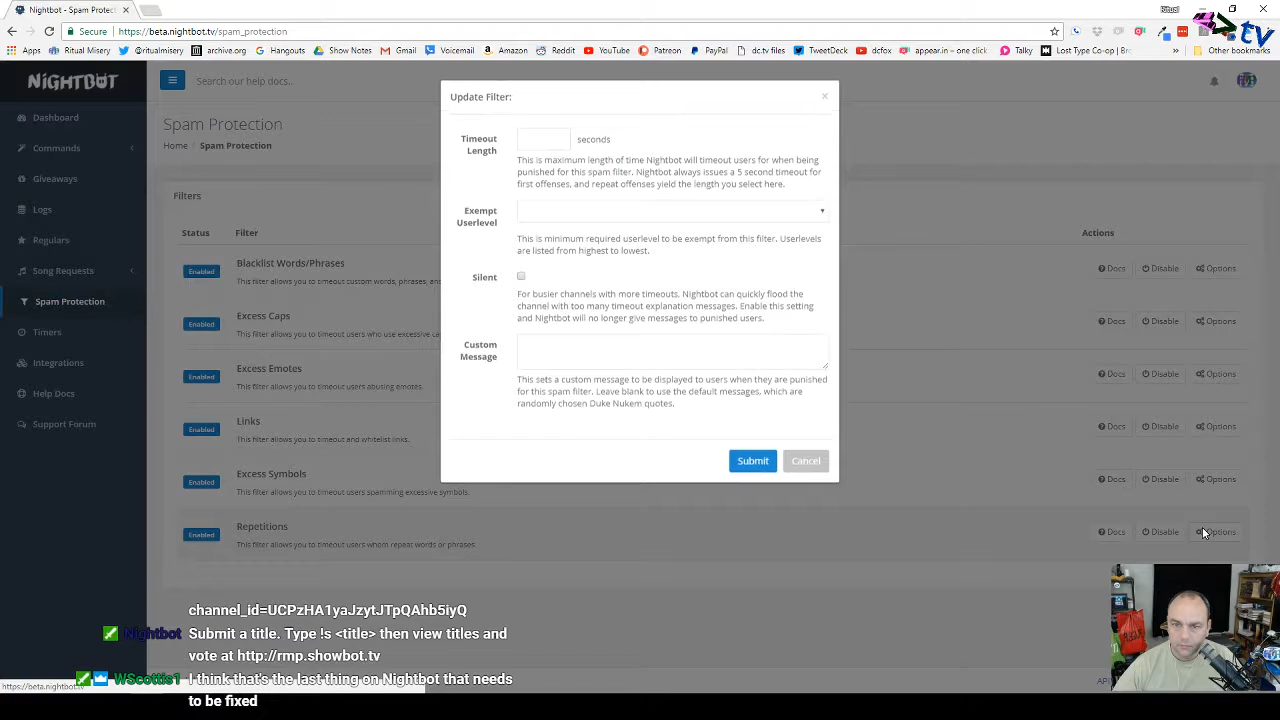 Nightbot - Spam Protec
Ritual
Secure
https://beta.nightbot.tv/spam_protection
tv
Apps
Ritual Misery
@ritualmisery
archive.org
Hangouts
Show Notes
Gmail
Voicemail
Amazon
Reddit
YouTube
Patreon
PayPal
dc.tv files
TweetDeck
dcfox
appear.in – one click
Talky
Lost Type Co-op | Brc
Other bookmarks
NIGHTBOT
Search our help docs..
Dashboard
Commands
Giveaways
Logs
Regulars
Song Requests
Spam Protection
Timers
Integrations
Help Docs
Support Forum
Spam Protection
Home > Spam Protection
Filters
Status
Filter
Actions
Enabled
Blacklist Words/Phrases
This filter allows you to timeout custom words, phrases, and
Docs
Disable
Options
Enabled
Excess Caps
This filter allows you to timeout users who use excessive ca
Docs
Disable
Options
Enabled
Excess Emotes
This filter allows you to timeout users abusing emotes.
Docs
Disable
Options
Enabled
Links
This filter allows you to timeout and whitelist links.
Docs
Disable
Options
Enabled
Excess Symbols
This filter allows you to timeout users spamming excessive symbols.
Docs
Disable
Options
Enabled
Repetitions
This filter allows you to timeout users whom repeat words or phrases.
Docs
Disable
Options
Update Filter:
×
Timeout
Length
seconds
This is maximum length of time Nightbot will timeout users for when being
punished for this spam filter. Nightbot always issues a 5 second timeout for
first offenses, and repeat offenses yield the length you select here.
Exempt
Userlevel
This is minimum required userlevel to be exempt from this filter. Userlevels
are listed from highest to lowest.
Silent
For busier channels with more timeouts. Nightbot can quickly flood the
channel with too many timeout explanation messages. Enable this setting
and Nightbot will no longer give messages to punished users.
Custom
Message
This sets a custom message to be displayed to users when they are punished
for this spam filter. Leave blank to use the default messages, which are
randomly chosen Duke Nukem quotes.
Submit
Cancel
channel_id=UCPzHA1yaJzytJTpQAhb5iyQ
Nightbot Submit a title. Type !s <title> then view titles and
vote at http://rmp.showbot.tv
WScottis1 I think that's the last thing on Nightbot that needs
to be fixed
https://beta.nightbot.tv